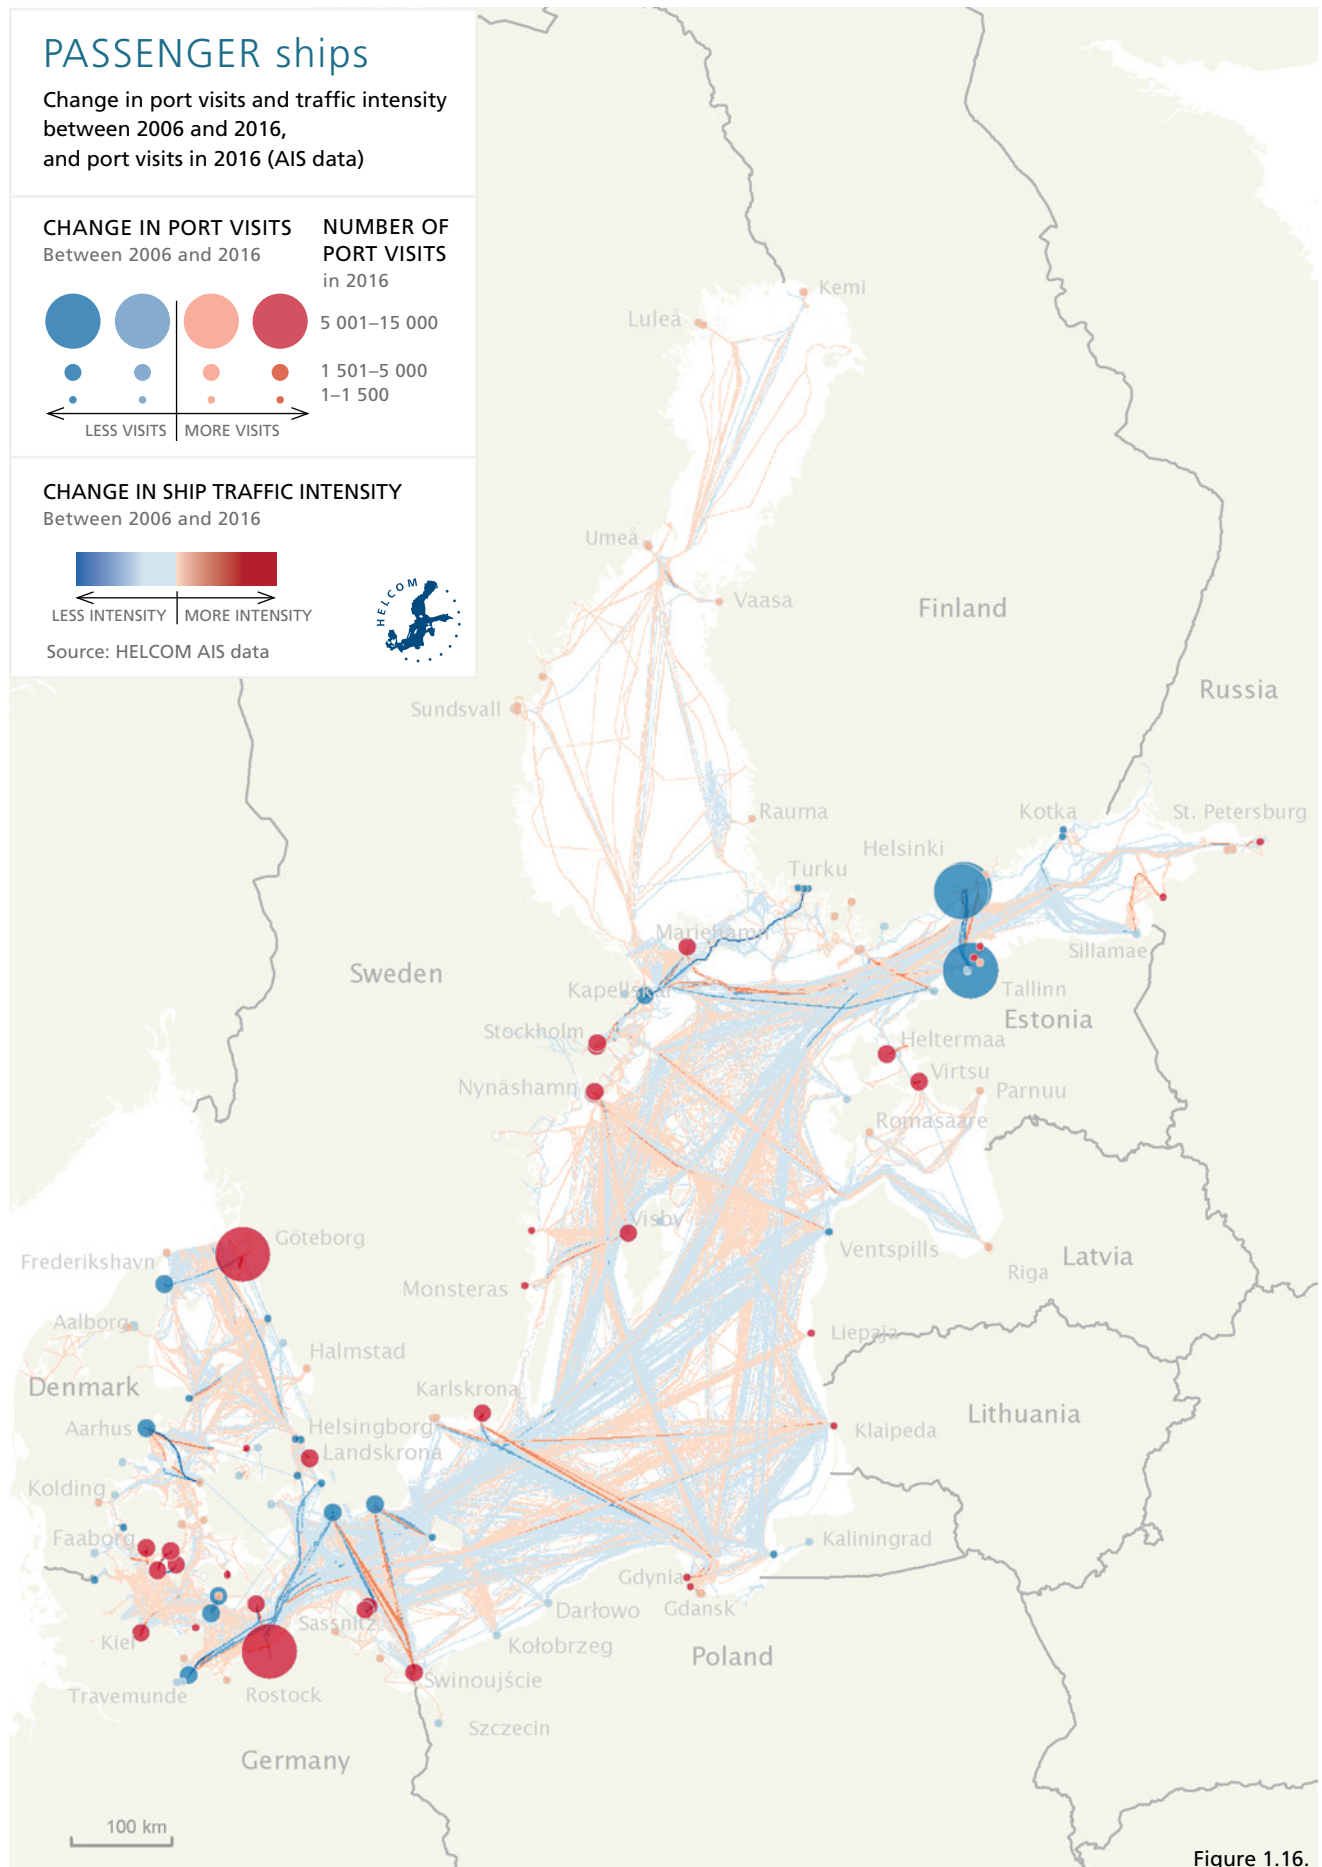 PASSENGER ships
Change in port visits and traffic intensity
between 2006 and 2016,
and port visits in 2016 (AIS data)
CHANGE IN PORT VISITS
Between 2006 and 2016
NUMBER OF
PORT VISITS
in 2016
5 001–15 000
1 501–5 000
1–1 500
LESS VISITS
MORE VISITS
CHANGE IN SHIP TRAFFIC INTENSITY
Between 2006 and 2016
LESS INTENSITY
MORE INTENSITY
HELCOM
Source: HELCOM AIS data
Kemi
Luleå
Umeå
Vaasa
Finland
Russia
Sundsvall
Rauma
Kotka
St. Petersburg
Helsinki
Turku
Mariehamn
Sillamae
Sweden
Kapellskär
Tallinn
Estonia
Stockholm
Heltermaa
Virtsu
Nynäshamn
Parnuu
Romasaare
Visby
Göteborg
Frederikshavn
Ventspills
Latvia
Riga
Monsteras
Aalborg
Liepaja
Halmstad
Denmark
Karlskrona
Lithuania
Aarhus
Helsingborg
Klaipeda
Landskrona
Kolding
Faaborg
Kaliningrad
Gdynia
Gdansk
Darłowo
Sassnitz
Kiel
Kołobrzeg
Poland
Świnoujście
Travemunde
Rostock
Szczecin
Germany
100 km
Figure 1.16.